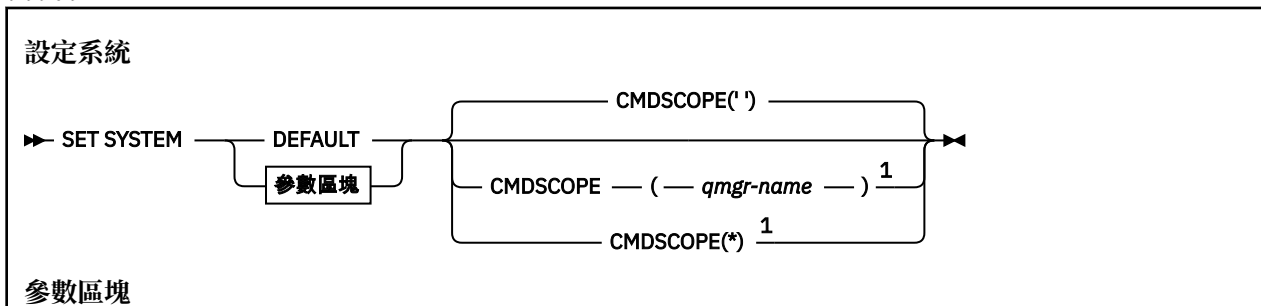 設定系統
CMDSCOPE(' ')
SET SYSTEM DEFAULT
參數區塊
CMDSCOPE ( qmgr-name ) 1
CMDSCOPE(*) 1
參數區塊